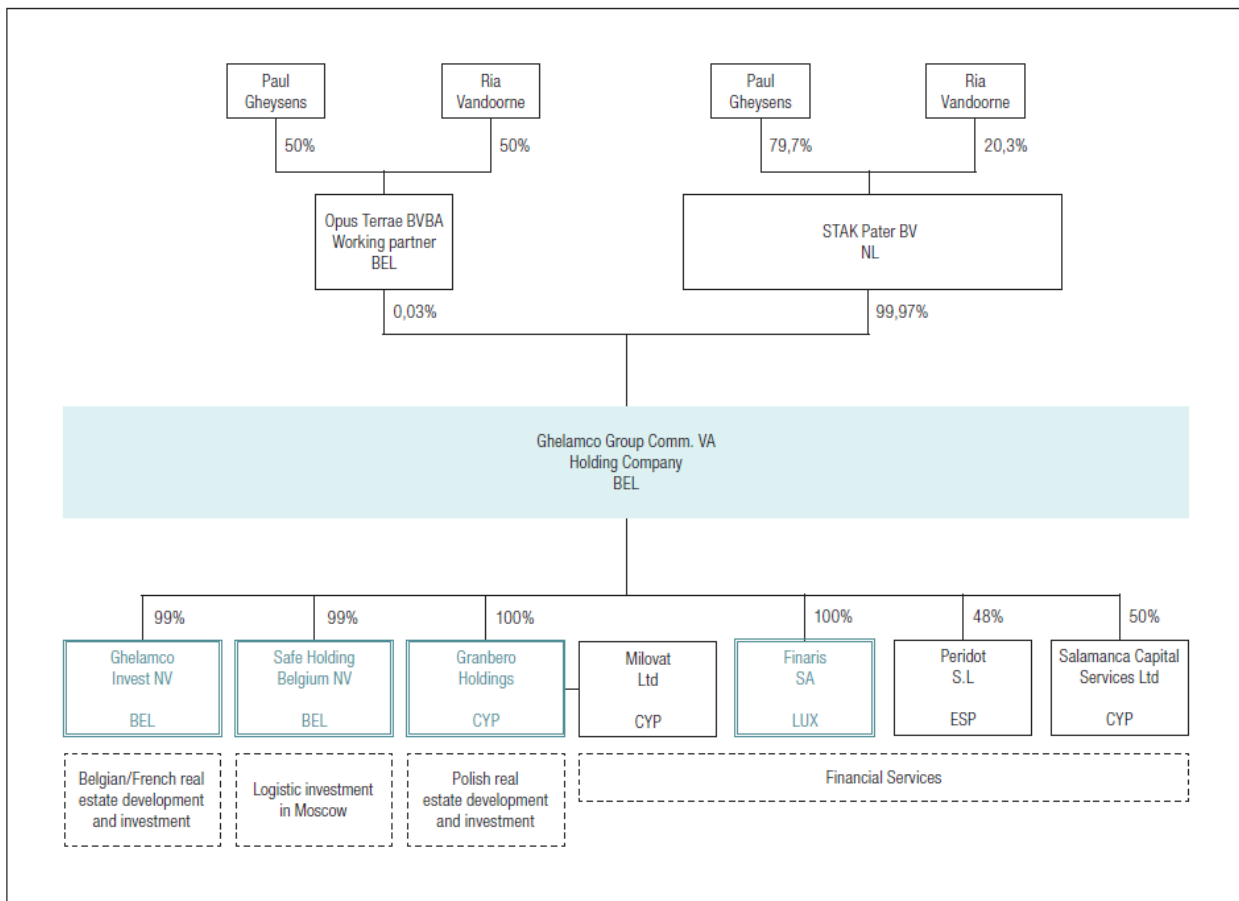 Paul
Gheysens
Ria
Vandoorne
Paul
Gheysens
Ria
Vandoorne
50%
50%
79,7%
20,3%
Opus Terrae BVBA
Working partner
BEL
STAK Pater BV
NL
0,03%
99,97%
Ghelamco Group Comm. VA
Holding Company
BEL
99%
99%
100%
100%
48%
50%
Ghelamco
Invest NV
BEL
Safe Holding
Belgium NV
BEL
Granbero
Holdings
CYP
Milovat
Ltd
CYP
Finaris
SA
LUX
Peridot
S.L
ESP
Salamanca Capital
Services Ltd
CYP
Belgian/French real
estate development
and investment
Logistic investment
in Moscow
Polish real
estate development
and investment
Financial Services